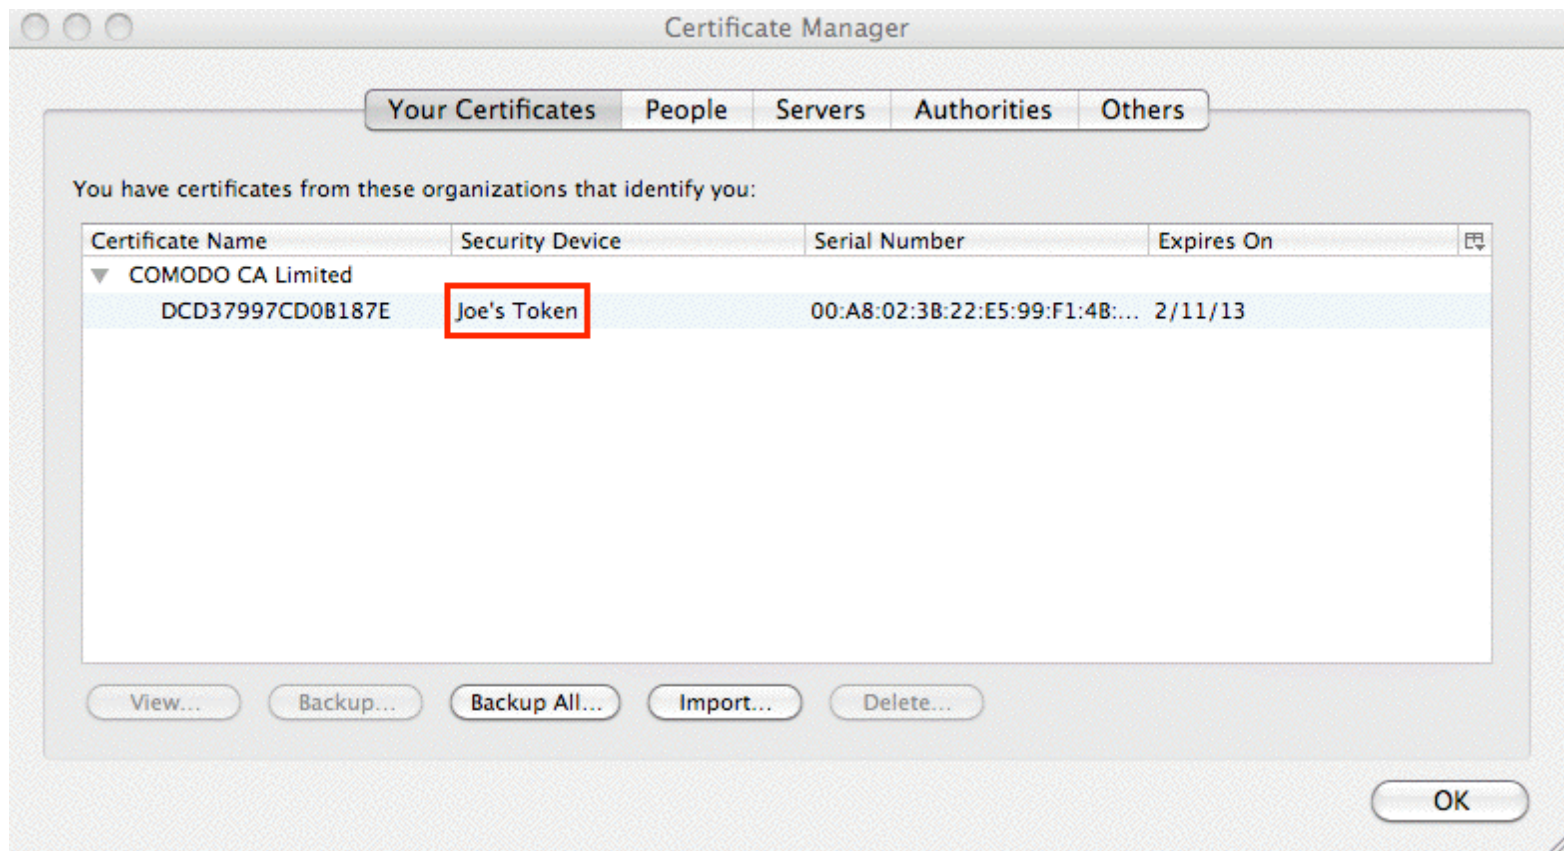 Certificate Manager
Your Certificates People Servers Authorities Others
You have certificates from these organizations that identify you:
Certificate Name Security Device Serial Number Expires On
COMODO CA Limited
DCD37997CD0B187E Joe's Token 00:A8:02:3B:22:E5:99:F1:4B:... 2/11/13
View... Backup... Backup All... Import... Delete...
OK